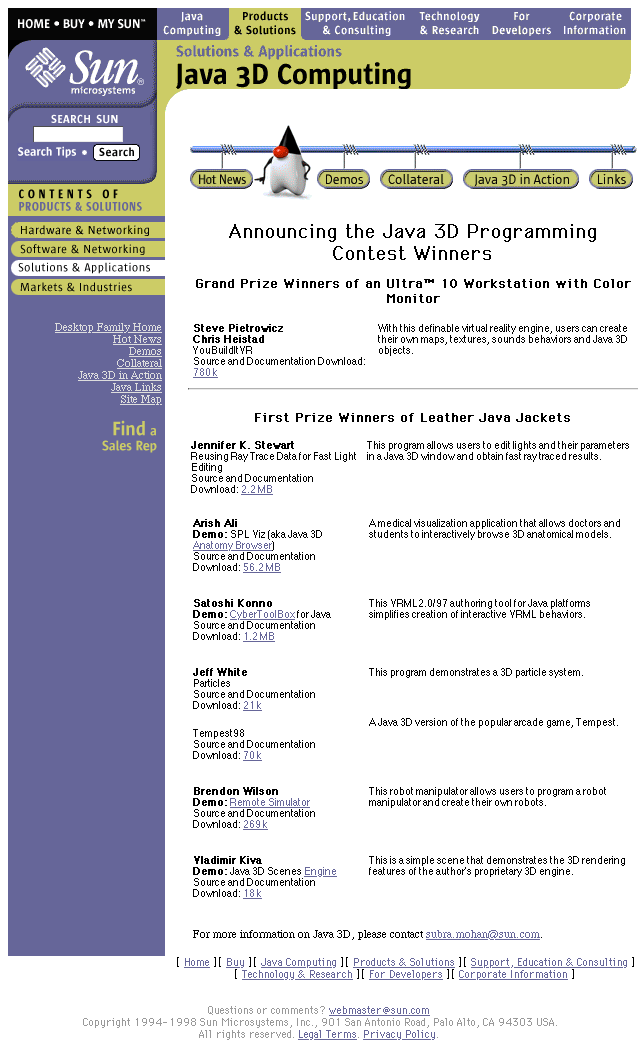 HOME • BUY • MY SUN™
Java
Computing
Products
& Solutions
Support, Education
& Consulting
Technology
& Research
For
Developers
Corporate
Information
Sun
microsystems
Solutions & Applications
Java 3D Computing
SEARCH SUN
Search Tips • Search
CONTENTS OF
PRODUCTS & SOLUTIONS
Hardware & Networking
Software & Networking
Solutions & Applications
Markets & Industries
Desktop Family Home
Hot News
Demos
Collateral
Java 3D in Action
Java Links
Site Map
Find a
Sales Rep
Hot News
Demos
Collateral
Java 3D in Action
Links
Announcing the Java 3D Programming
Contest Winners
Grand Prize Winners of an Ultra™ 10 Workstation with Color
Monitor
Steve Pietrowicz
Chris Heistad
YouBuildItVR
Source and Documentation Download:
780k
With this definable virtual reality engine, users can create
their own maps, textures, sounds behaviors and Java 3D
objects.
First Prize Winners of Leather Java Jackets
Jennifer K. Stewart
Reusing Ray Trace Data for Fast Light
Editing
Source and Documentation
Download: 2.2MB
This program allows users to edit lights and their parameters
in a Java 3D window and obtain fast ray traced results.
Arish Ali
Demo: SPL Viz (aka Java 3D
Anatomy Browser)
Source and Documentation
Download: 56.2MB
A medical visualization application that allows doctors and
students to interactively browse 3D anatomical models.
Satoshi Konno
Demo: CyberToolBox for Java
Source and Documentation
Download: 1.2MB
This VRML2.0/97 authoring tool for Java platforms
simplifies creation of interactive VRML behaviors.
Jeff White
Particles
Source and Documentation
Download: 21k
This program demonstrates a 3D particle system.
Tempest98
Source and Documentation
Download: 70k
A Java 3D version of the popular arcade game, Tempest.
Brendon Wilson
Demo: Remote Simulator
Source and Documentation
Download: 269k
This robot manipulator allows users to program a robot
manipulator and create their own robots.
Vladimir Kiva
Demo: Java 3D Scenes Engine
Source and Documentation
Download: 18k
This is a simple scene that demonstrates the 3D rendering
features of the author's proprietary 3D engine.
For more information on Java 3D, please contact subra.mohan@sun.com.
[ Home ][ Buy ][ Java Computing ][ Products & Solutions ][ Support, Education & Consulting ]
[ Technology & Research ][ For Developers ][ Corporate Information ]
Questions or comments? webmaster@sun.com
Copyright 1994-1998 Sun Microsystems, Inc., 901 San Antonio Road, Palo Alto, CA 94303 USA.
All rights reserved. Legal Terms. Privacy Policy.